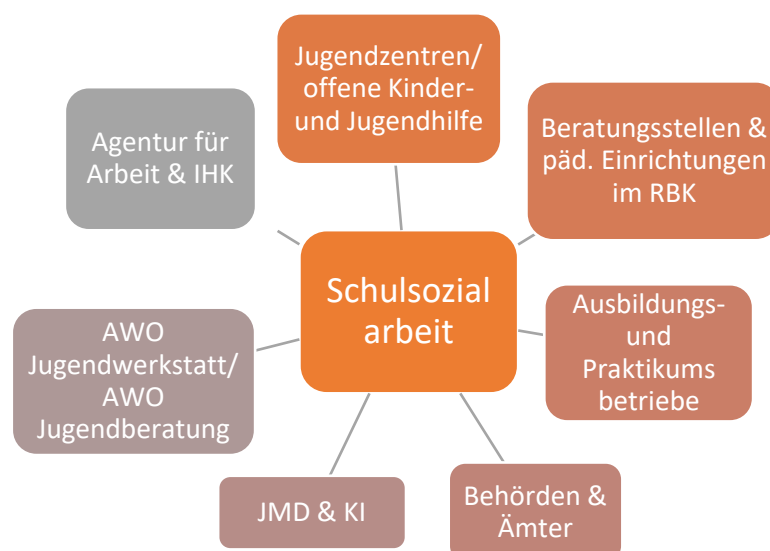 Jugendzentren/
offene Kinder-
und Jugendhilfe
Beratungsstellen &
päd. Einrichtungen
im RBK
Agentur für
Arbeit & IHK
Schulsozial
arbeit
Ausbildungs-
und
Praktikums
betriebe
AWO
Jugendwerkstatt/
AWO
Jugendberatung
JMD & KI
Behörden &
Ämter